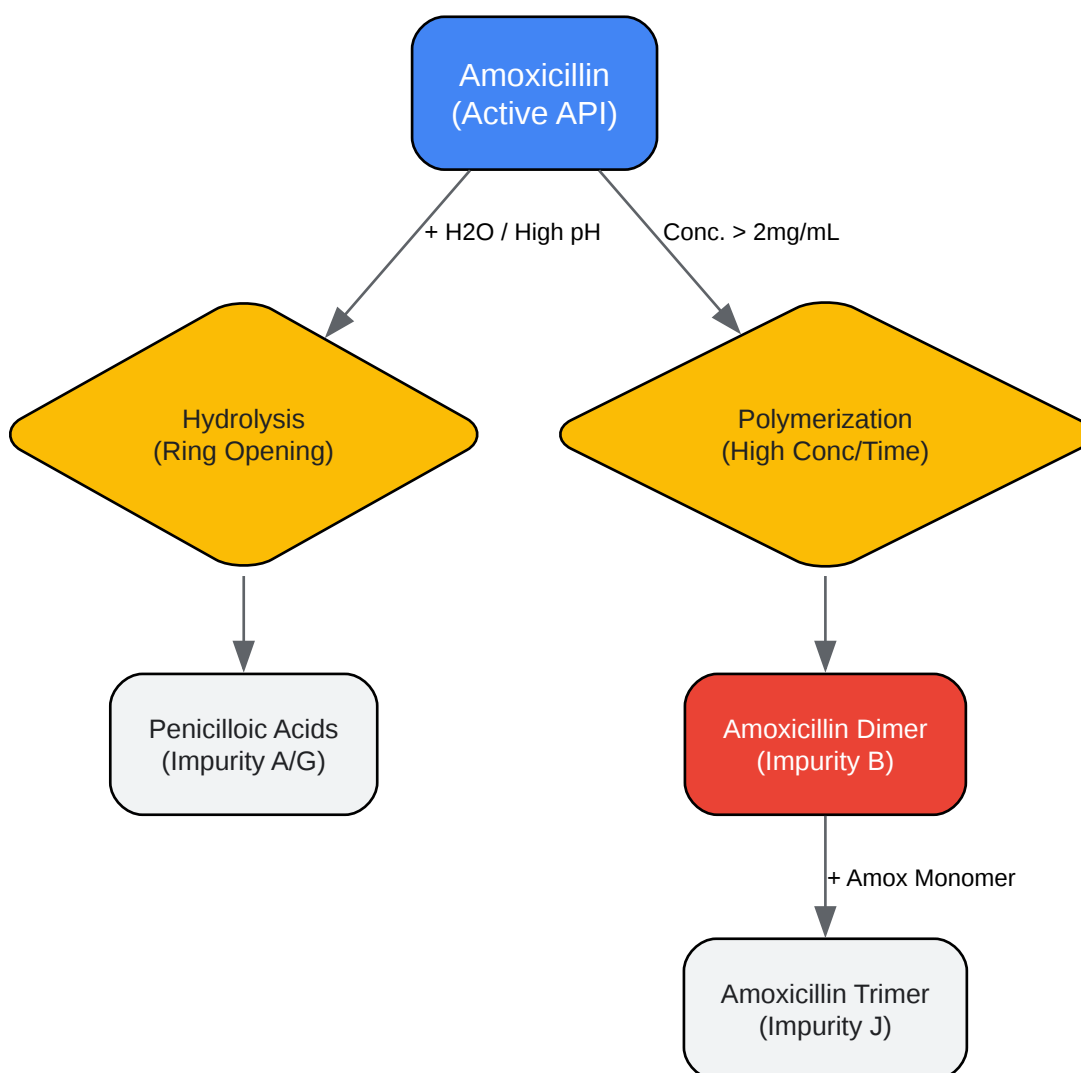 Amoxicillin
(Active API)
+ H2O / High pH
Conc. > 2mg/mL
Hydrolysis
(Ring Opening)
Polymerization
(High Conc/Time)
Penicilloic Acids
(Impurity A/G)
Amoxicillin Dimer
(Impurity B)
+ Amox Monomer
Amoxicillin Trimer
(Impurity J)